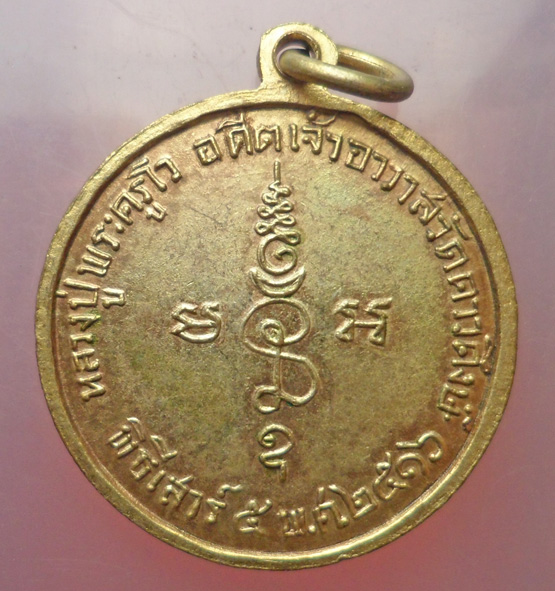 หลวงปู่พระครูโว อดีตเจ้าอาวาสวัดดาวดึงษ์
พิธีเสาร์ ๕ พ.ศ.๒๕๑๖